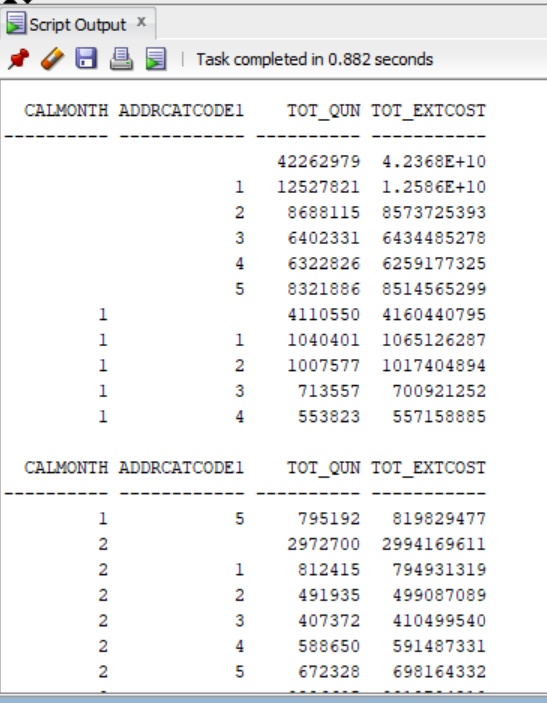 Script Output x
Task completed in 0.882 seconds
CALMONTH ADDRCATCODE1 TOT_QUN TOT_EXTCOST
---------- ------------ ---------- -----------
42262979 4.2368E+10
1 12527821 1.2586E+10
2 8688115 8573725393
3 6402331 6434485278
4 6322826 6259177325
5 8321886 8514565299
1 4110550 4160440795
1 1 1040401 1065126287
1 2 1007577 1017404894
1 3 713557 700921252
1 4 553823 557158885
CALMONTH ADDRCATCODE1 TOT_QUN TOT_EXTCOST
---------- ------------ ---------- -----------
1 5 795192 819829477
2 2972700 2994169611
2 1 812415 794931319
2 2 491935 499087089
2 3 407372 410499540
2 4 588650 591487331
2 5 672328 698164332